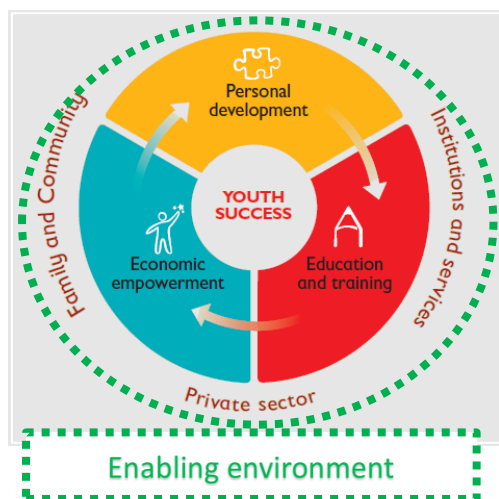 Personal
development
Family and Community
Institutions and services
YOUTH
SUCCESS
Economic
empowerment
Education
and training
Private sector
Enabling environment